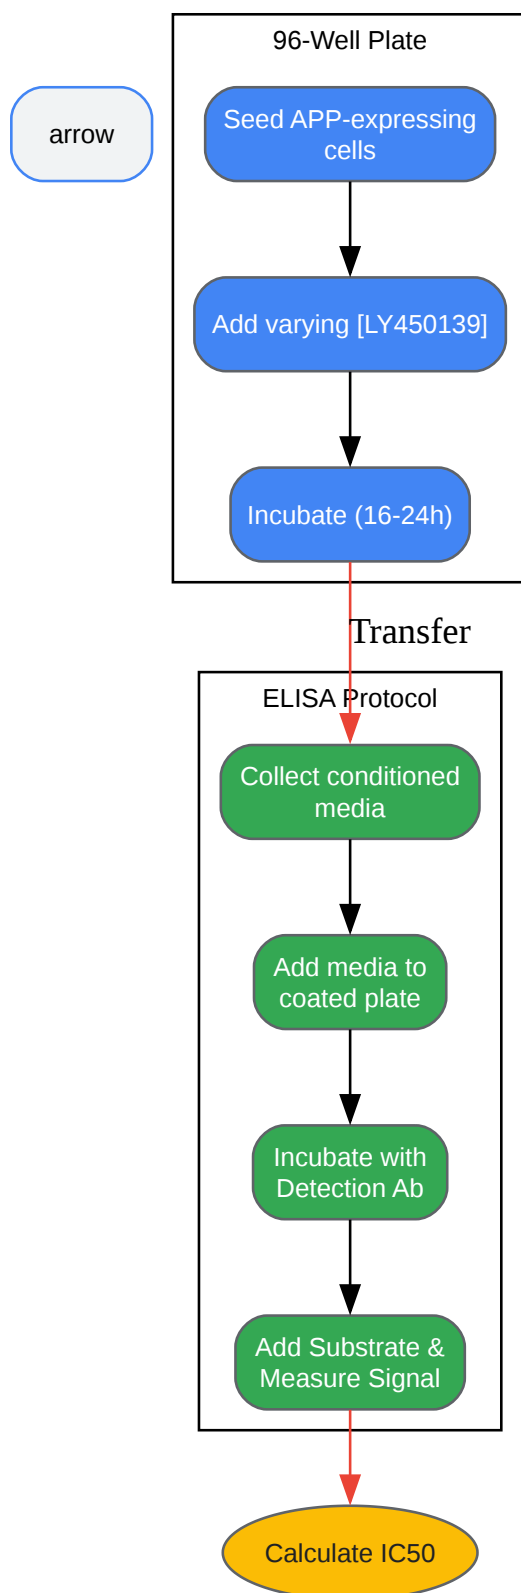 96-Well Plate
arrow
Seed APP-expressing
cells
Add varying [LY450139]
Incubate (16-24h)
Transfer
ELISA Protocol
Collect conditioned
media
Add media to
coated plate
Incubate with
Detection Ab
Add Substrate &
Measure Signal
Calculate IC50